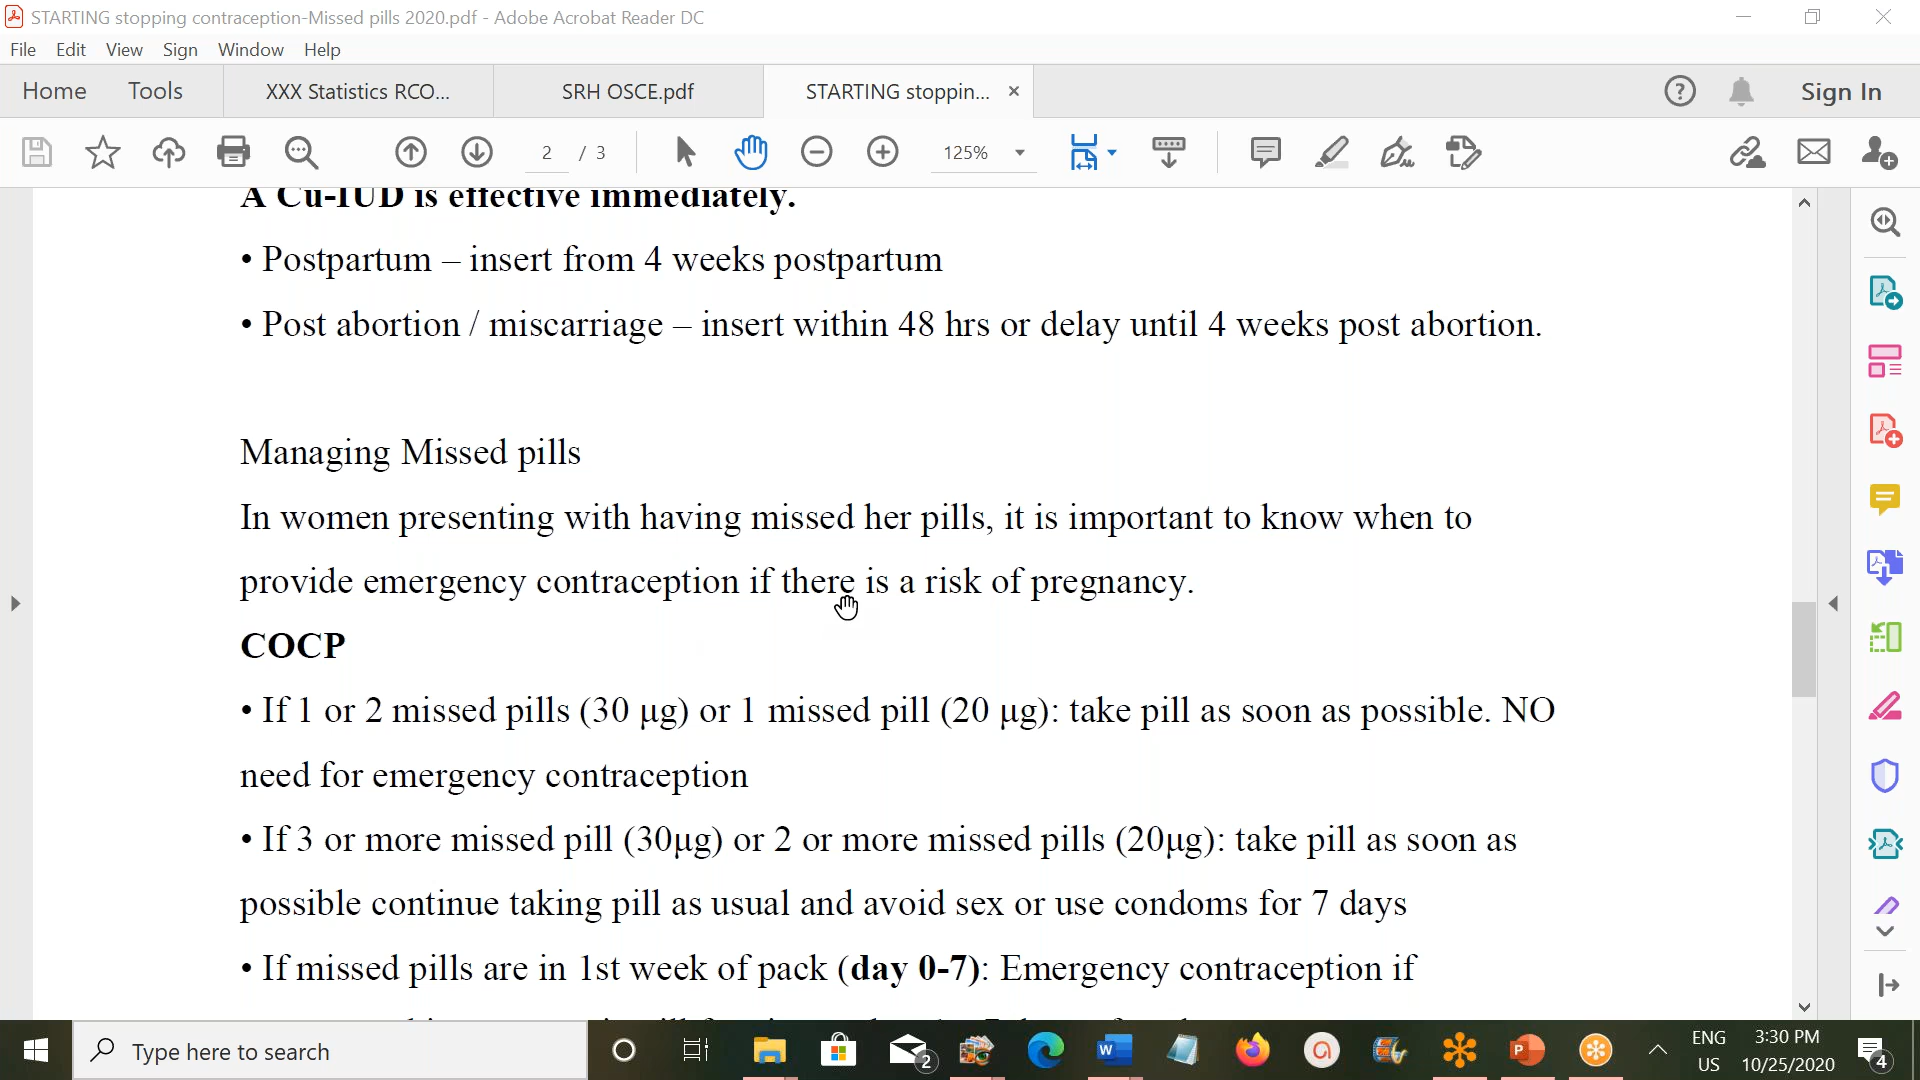 STARTING stopping contraception-Missed pills 2020.pdf - Adobe Acrobat Reader DC
File Edit View Sign Window Help
Home Tools XXX Statistics RCO... SRH OSCE.pdf STARTING stoppin... × Sign In
2 / 3 125%
A Cu-IUD is effective immediately.
• Postpartum – insert from 4 weeks postpartum
• Post abortion / miscarriage – insert within 48 hrs or delay until 4 weeks post abortion.
Managing Missed pills
In women presenting with having missed her pills, it is important to know when to
provide emergency contraception if there is a risk of pregnancy.
COCP
• If 1 or 2 missed pills (30 μg) or 1 missed pill (20 μg): take pill as soon as possible. NO
need for emergency contraception
• If 3 or more missed pill (30μg) or 2 or more missed pills (20μg): take pill as soon as
possible continue taking pill as usual and avoid sex or use condoms for 7 days
• If missed pills are in 1st week of pack (day 0-7): Emergency contraception if
Type here to search 2 ENG 3:30 PM
US 10/25/2020 4